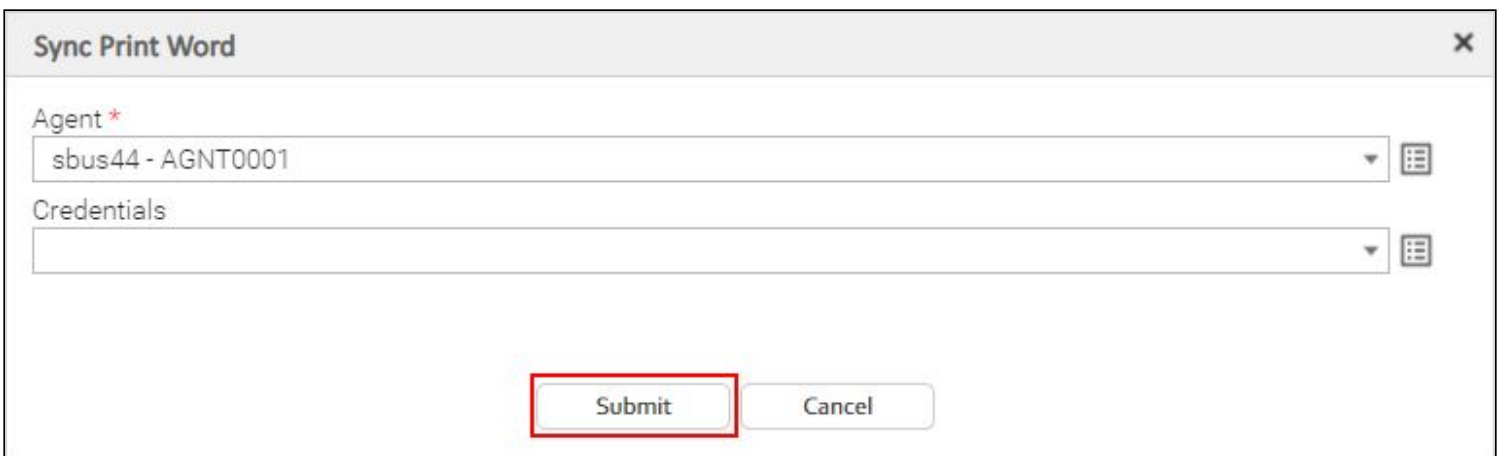 Sync Print Word
Agent *
sbus44 - AGNT0001
Credentials
Submit Cancel